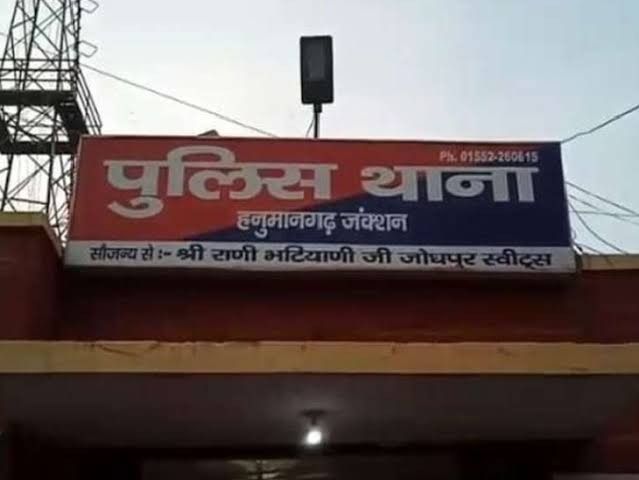 Ph. 01552-260615
पुलिस थाना
हनुमानगढ़ जंक्शन
सौजन्य से :- श्री राणी भटियाणी जी जोधपुर स्वीट्स